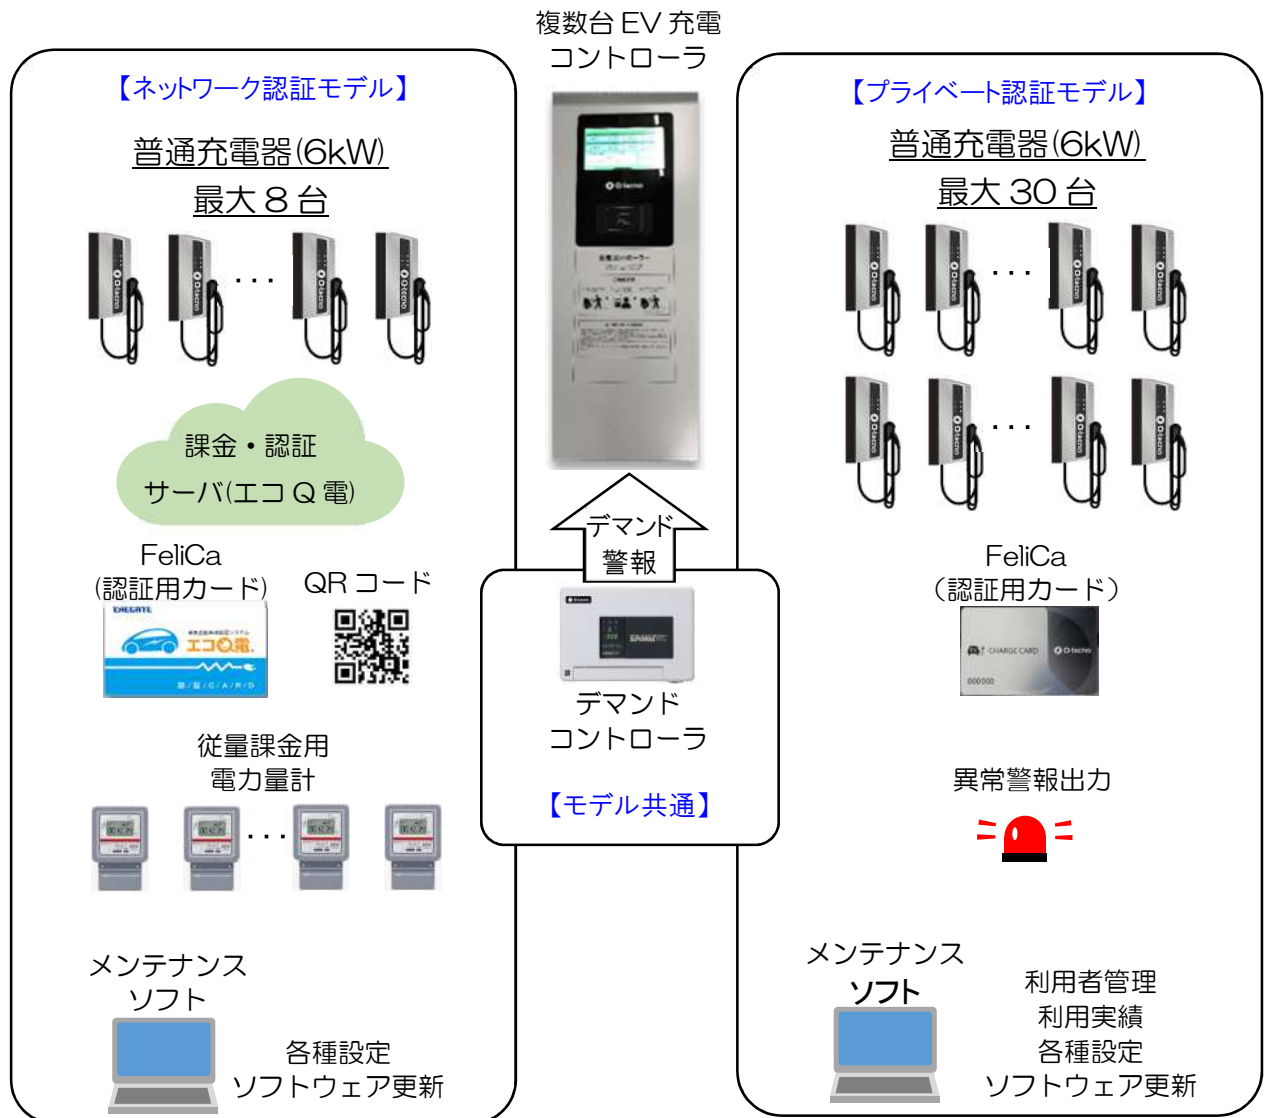 複数台 EV 充電
コントローラ
【ネットワーク認証モデル】
普通充電器(6kW)
最大 8 台
・・・
課金・認証
サーバ(エコ Q 電)
FeliCa
(認証用カード)
QR コード
ENEGATE
エコQ電
認/証/C/A/R/D
従量課金用
電力量計
・・・
メンテナンス
ソフト
各種設定
ソフトウェア更新
D-tecno
デマンド
警報
デマンド
コントローラ
【モデル共通】
【プライベート認証モデル】
普通充電器(6kW)
最大 30 台
・・・
・・・
FeliCa
（認証用カード）
CHARGE CARD
D-tecno
000000
異常警報出力
メンテナンス
ソフト
利用者管理
利用実績
各種設定
ソフトウェア更新